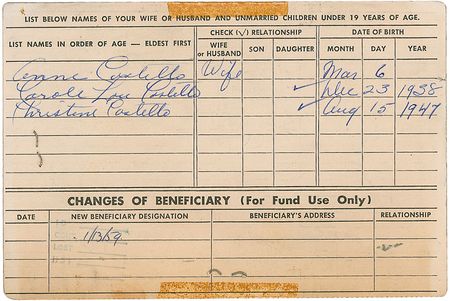 LIST BELOW NAMES OF YOUR WIFE OR HUSBAND AND UNMARRIED CHILDREN UNDER 19 YEARS OF AGE.
LIST NAMES IN ORDER OF AGE — ELDEST FIRST
CHECK (√) RELATIONSHIP
DATE OF BIRTH
WIFE or HUSBAND SON DAUGHTER MONTH DAY YEAR
Anne Costello Wife Mar 6
Carole Lou Costello ✓ Dec 23 1938
Christine Costello ✓ Aug 15 1947
CHANGES OF BENEFICIARY (For Fund Use Only)
DATE NEW BENEFICIARY DESIGNATION BENEFICIARY'S ADDRESS RELATIONSHIP
1/13/59